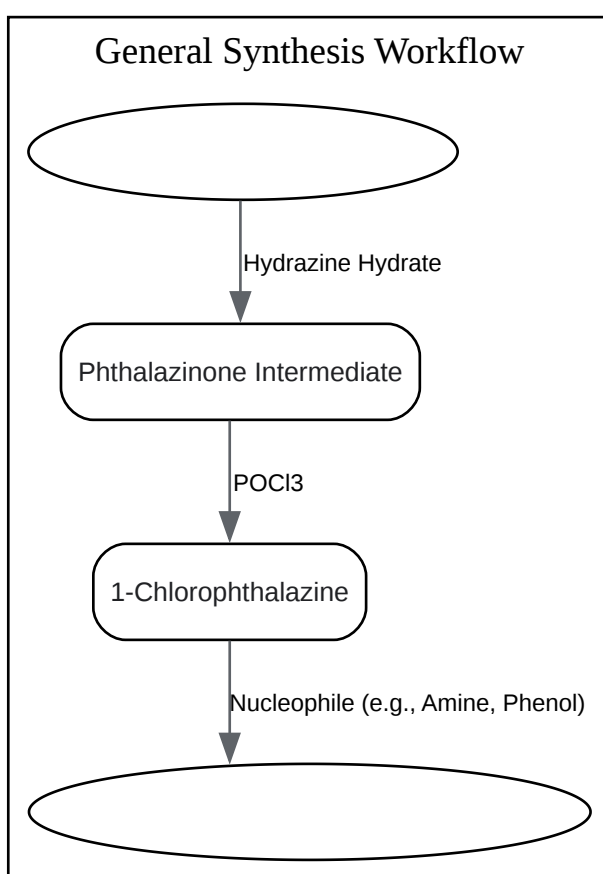 General Synthesis Workflow
Hydrazine Hydrate
Phthalazinone Intermediate
POCl3
1-Chlorophthalazine
Nucleophile (e.g., Amine, Phenol)